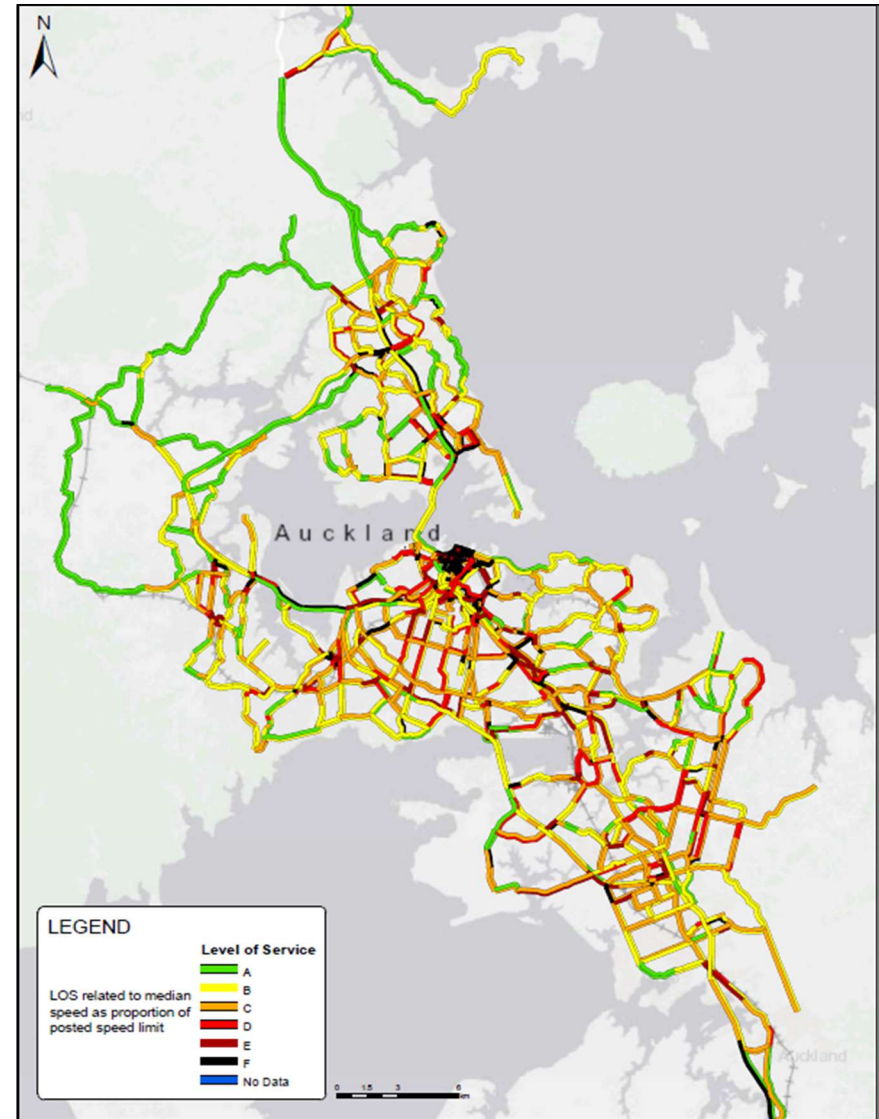 N
Auckland
LEGEND
Level of Service
LOS related to median
speed as proportion of
posted speed limit
A
B
C
D
E
F
No Data
0 1.5 3 6
km
Auckland